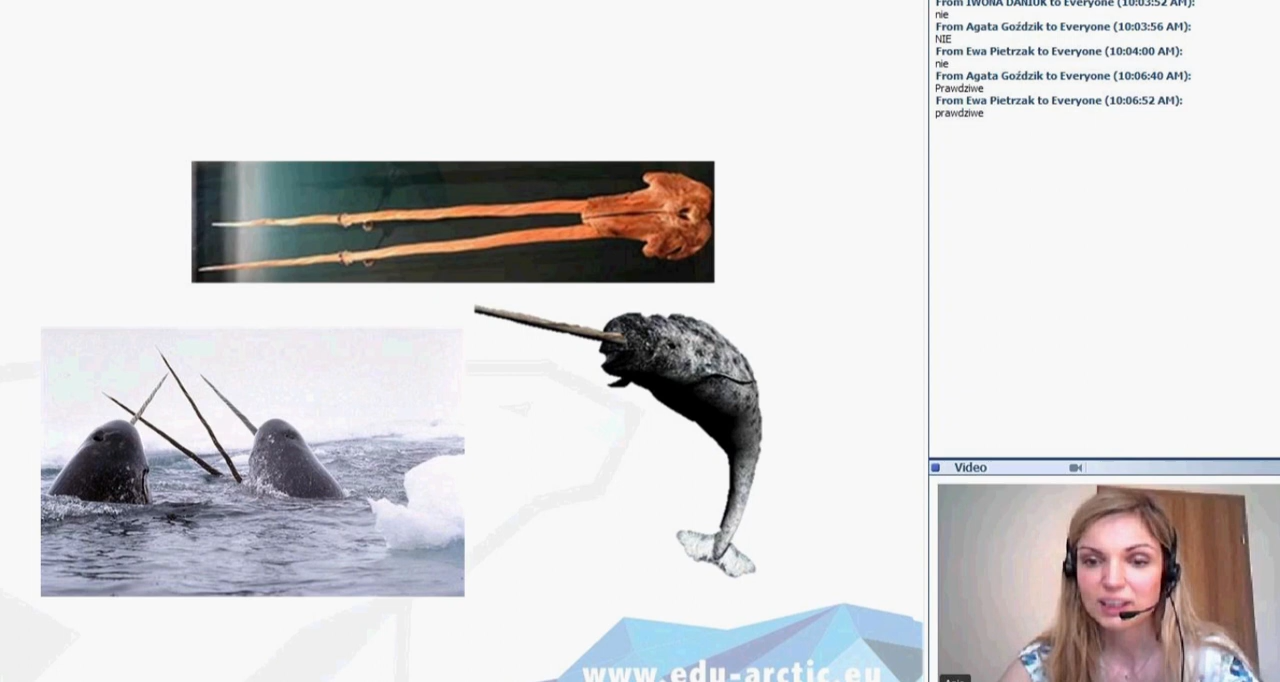 From IWONA DANIUK to Everyone (10:03:52 AM):
nie
From Agata Goździk to Everyone (10:03:56 AM):
NIE
From Ewa Pietrzak to Everyone (10:04:00 AM):
nie
From Agata Goździk to Everyone (10:06:40 AM):
Prawdziwe
From Ewa Pietrzak to Everyone (10:06:52 AM):
prawdziwe
Video
www.edu-arctic.eu